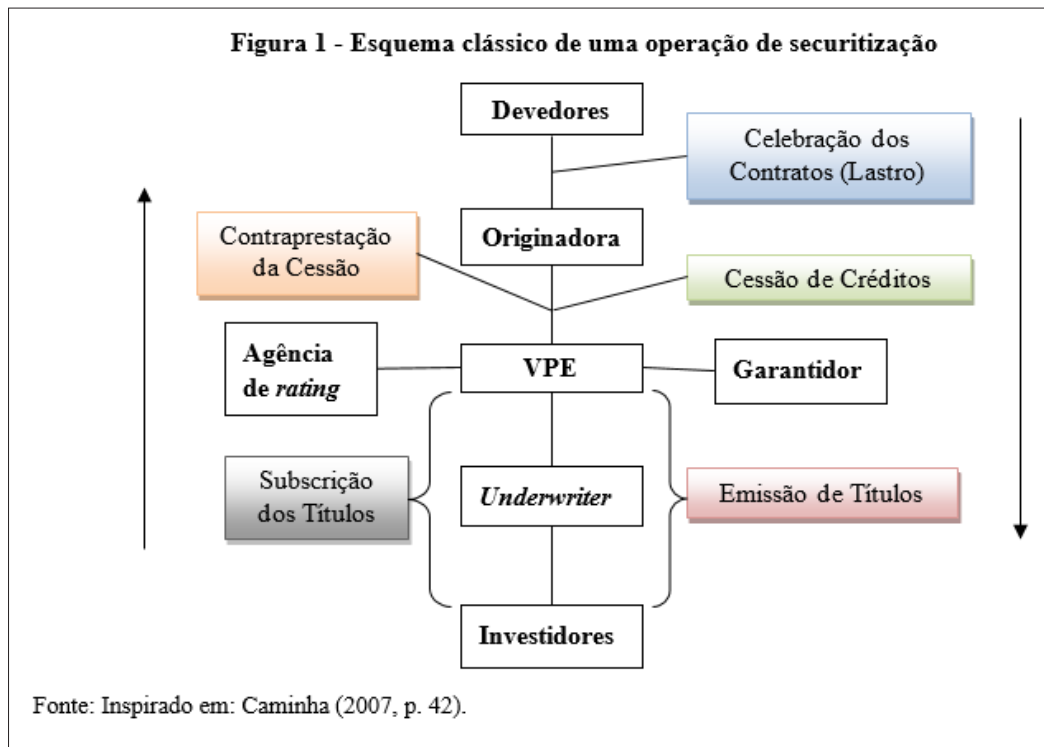 Figura 1 - Esquema clássico de uma operação de securitização
Devedores
Celebração dos
Contratos (Lastro)
Contraprestação
da Cessão
Originadora
Cessão de Créditos
Agência
de rating
VPE
Garantidor
Subscrição
dos Títulos
Underwriter
Emissão de Títulos
Investidores
Fonte: Inspirado em: Caminha (2007, p. 42).